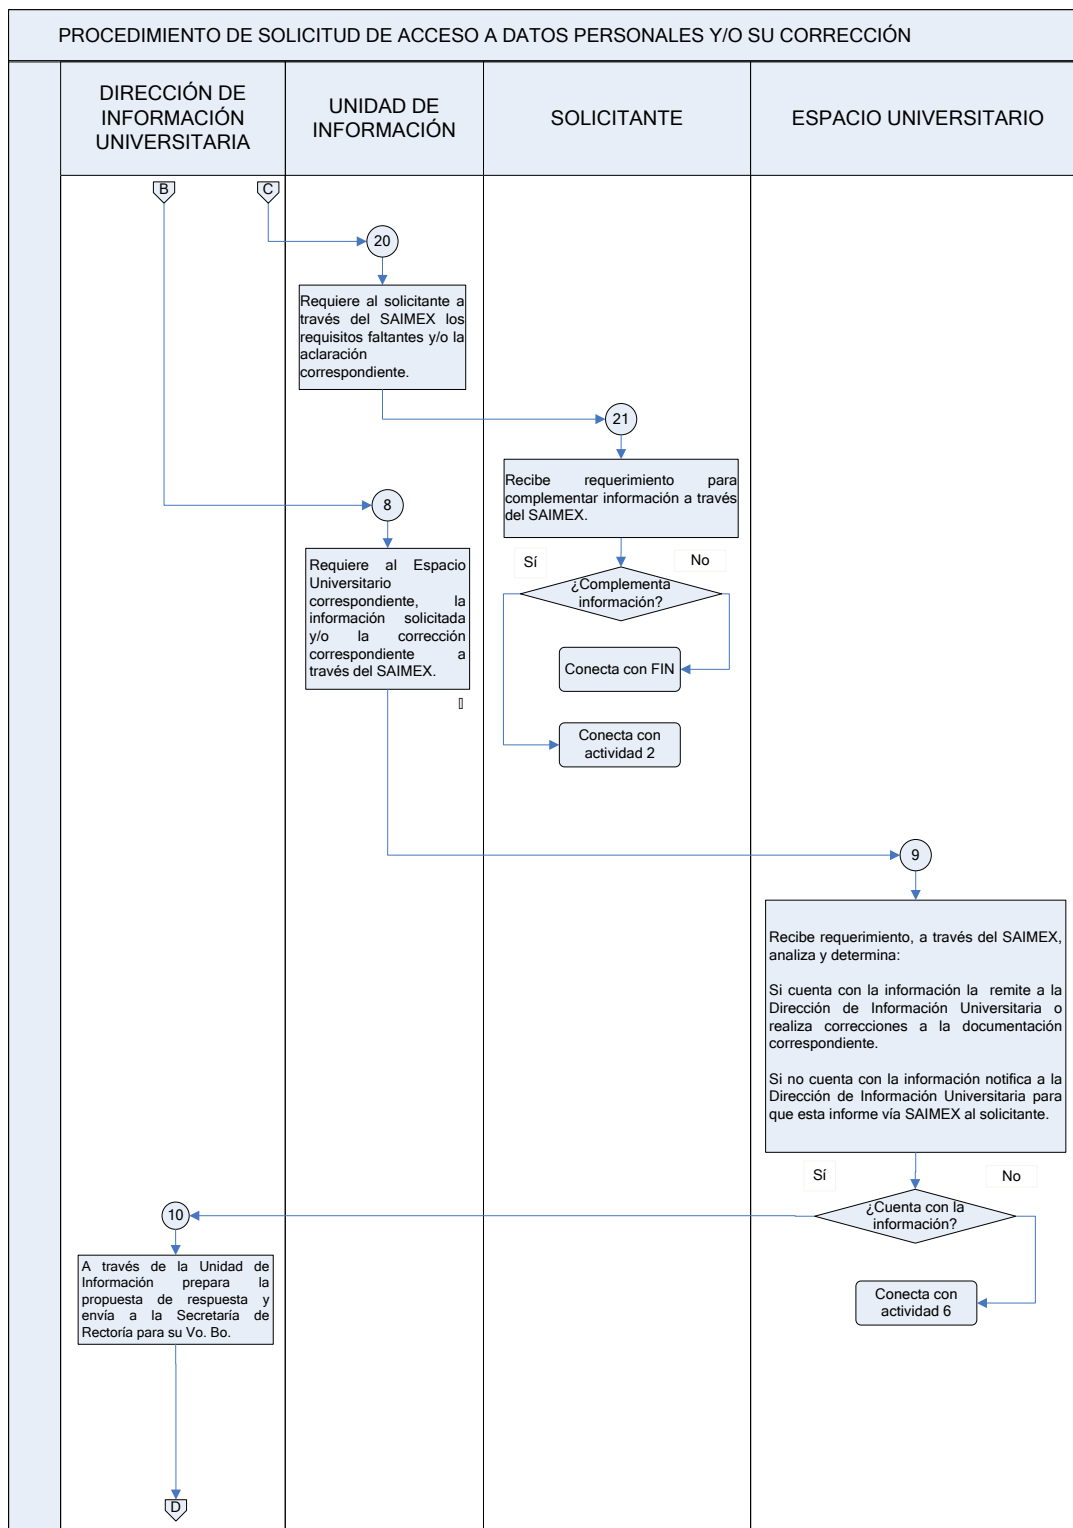 PROCEDIMIENTO DE SOLICITUD DE ACCESO A DATOS PERSONALES Y/O SU CORRECCIÓN
DIRECCIÓN DE
INFORMACIÓN
UNIVERSITARIA
UNIDAD DE
INFORMACIÓN
SOLICITANTE
ESPACIO UNIVERSITARIO
B
C
20
Requiere al solicitante a
través del SAIMEX los
requisitos faltantes y/o la
aclaración
correspondiente.
21
Recibe requerimiento para
complementar información a través
del SAIMEX.
Sí
No
¿Complementa
información?
Conecta con FIN
Conecta con
actividad 2
8
Requiere al Espacio
Universitario
correspondiente, la
información solicitada
y/o la corrección
correspondiente a
través del SAIMEX.
9
Recibe requerimiento, a través del SAIMEX,
analiza y determina:
Si cuenta con la información la remite a la
Dirección de Información Universitaria o
realiza correcciones a la documentación
correspondiente.
Si no cuenta con la información notifica a la
Dirección de Información Universitaria para
que esta informe vía SAIMEX al solicitante.
Sí
No
¿Cuenta con la
información?
Conecta con
actividad 6
10
A través de la Unidad de
Información prepara la
propuesta de respuesta y
envía a la Secretaría de
Rectoría para su Vo. Bo.
D